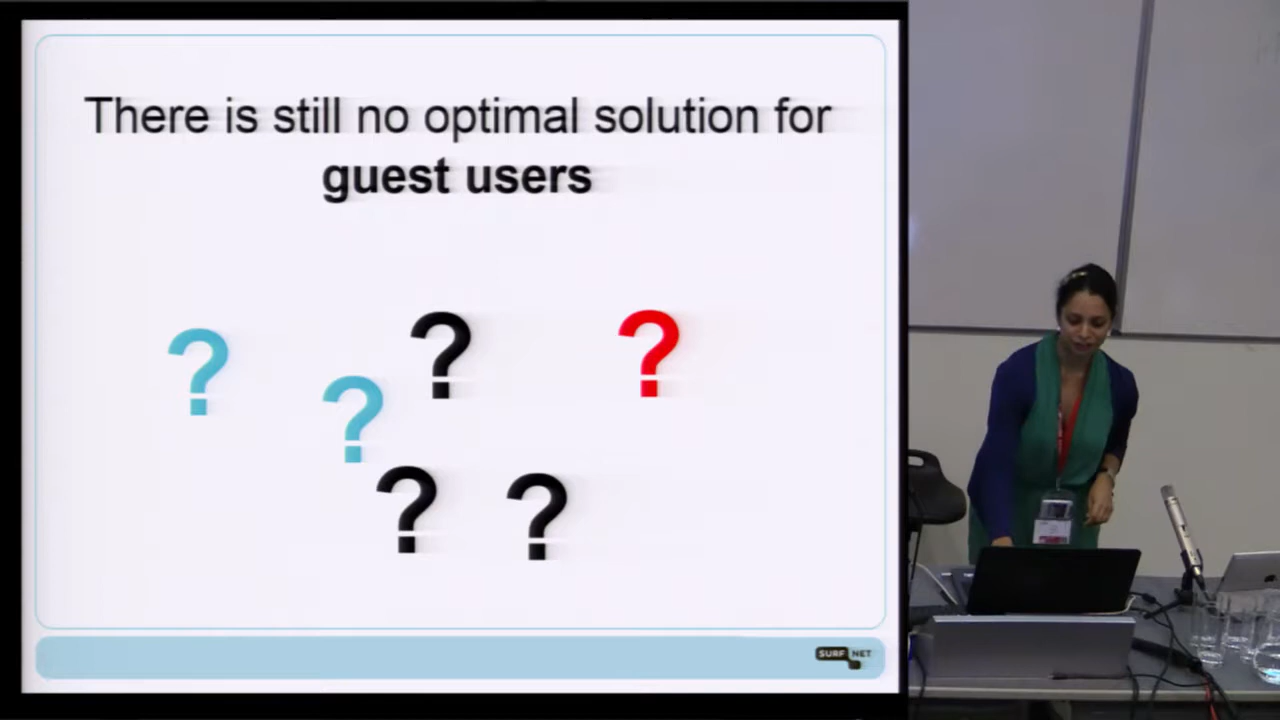 There is still no optimal solution for
guest users
? ? ?
?
? ?
SURF NET